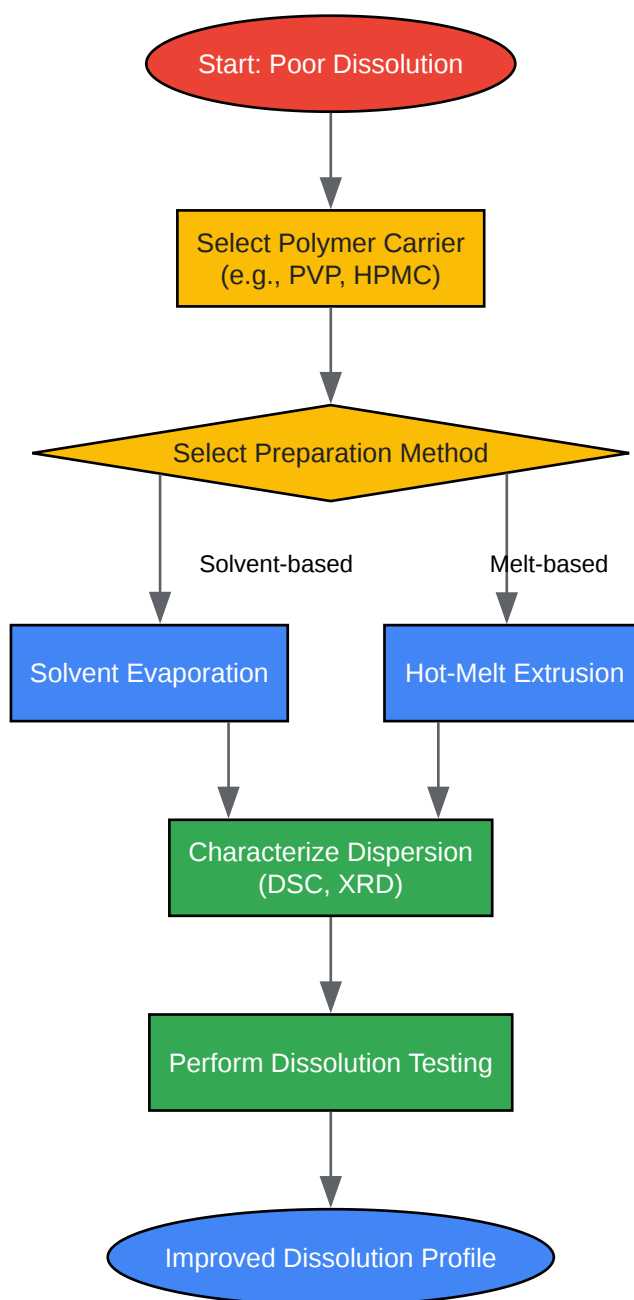 Start: Poor Dissolution
Select Polymer Carrier
(e.g., PVP, HPMC)
Select Preparation Method
Solvent-based
Melt-based
Solvent Evaporation
Hot-Melt Extrusion
Characterize Dispersion
(DSC, XRD)
Perform Dissolution Testing
Improved Dissolution Profile